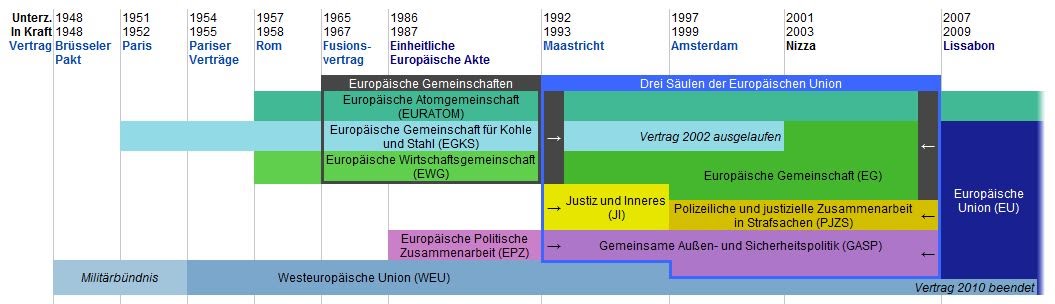 Unterz. 1948 1951 1954 1957 1965 1986 1992 1997 2001 2007
In Kraft 1948 1952 1955 1958 1967 1987 1993 1999 2003 2009
Vertrag Brüsseler Paris Pariser Rom Fusions- Einheitliche Maastricht Amsterdam Nizza Lissabon
Pakt Verträge vertrag Europäische Akte
Europäische Gemeinschaften
Drei Säulen der Europäischen Union
Europäische Atomgemeinschaft
(EURATOM)
Europäische Gemeinschaft für Kohle
und Stahl (EGKS)
→
Vertrag 2002 ausgelaufen
←
Europäische Wirtschaftsgemeinschaft
(EWG)
Europäische Gemeinschaft (EG)
Europäische
Union (EU)
→
Justiz und Inneres
(JI)
Polizeiliche und justizielle Zusammenarbeit
in Strafsachen (PJZS)
←
Europäische Politische
Zusammenarbeit (EPZ)
→
Gemeinsame Außen- und Sicherheitspolitik (GASP)
←
Militärbündnis
Westeuropäische Union (WEU)
Vertrag 2010 beendet